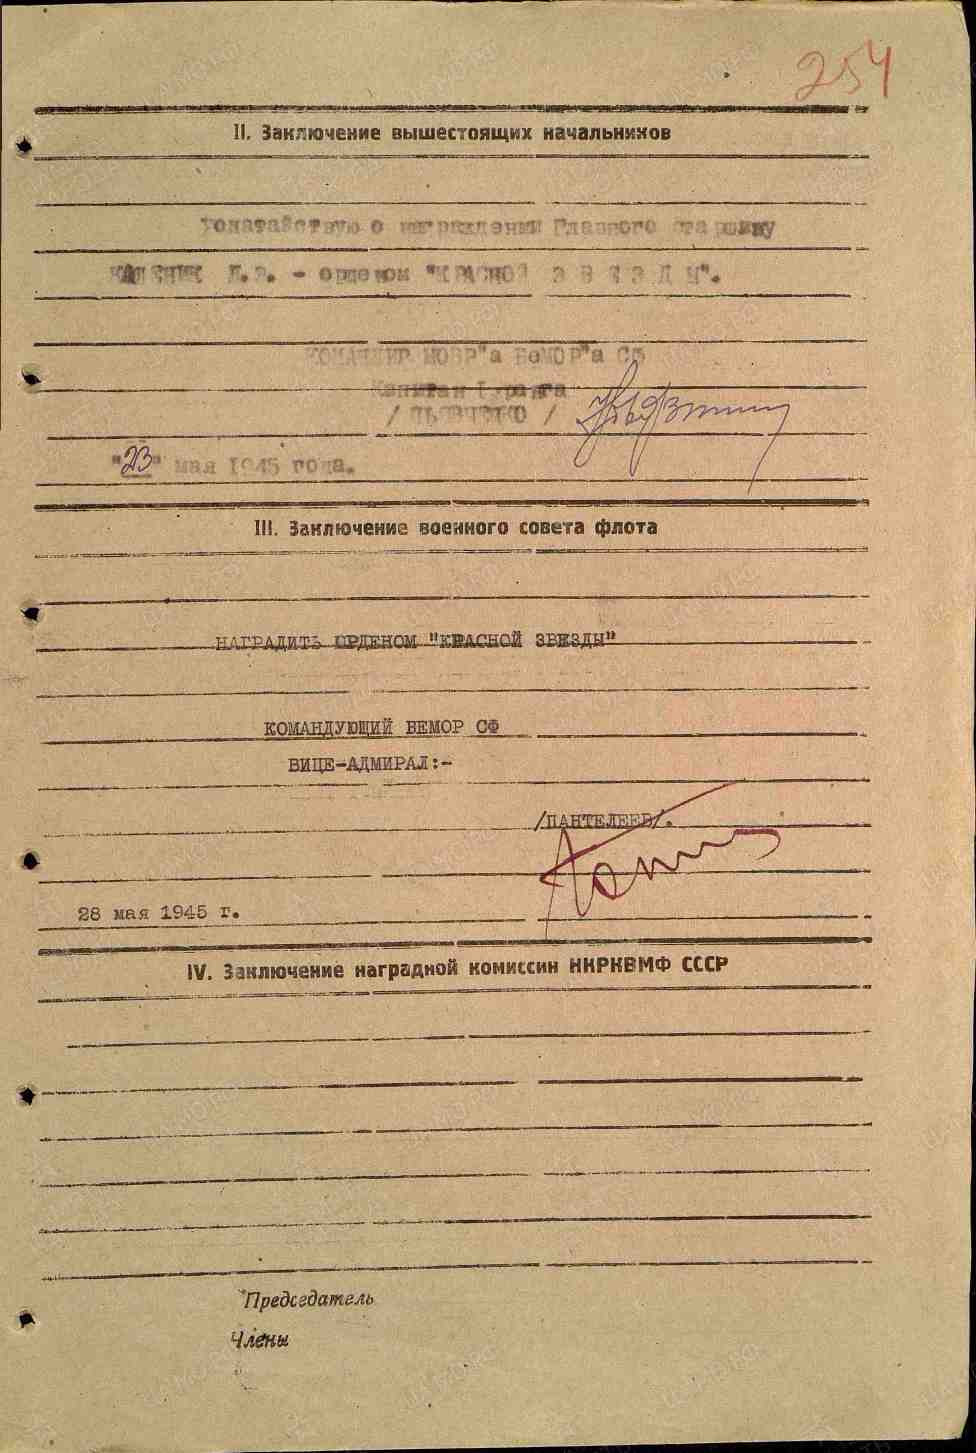 254
II. Заключение вышестоящих начальников
Ходатайствую о награждении Главного старшину
Д.В. - орденом "КРАСНОЙ ЗВЕЗДЫ".
КОМАНДИР МОВР"а БеМОР"а СФ
Капитан 1 ранга
"23" мая 1945 года.
III. Заключение военного совета флота
НАГРАДИТЬ ОРДЕНОМ "КРАСНОЙ ЗВЕЗДЫ"
КОМАНДУЮЩИЙ БЕМОР СФ
ВИЦЕ-АДМИРАЛ:-
/ПАНТЕЛЕЕВ/.
28 мая 1945 г.
IV. Заключение наградной комиссии НКРКВМФ СССР
Председатель
Члены